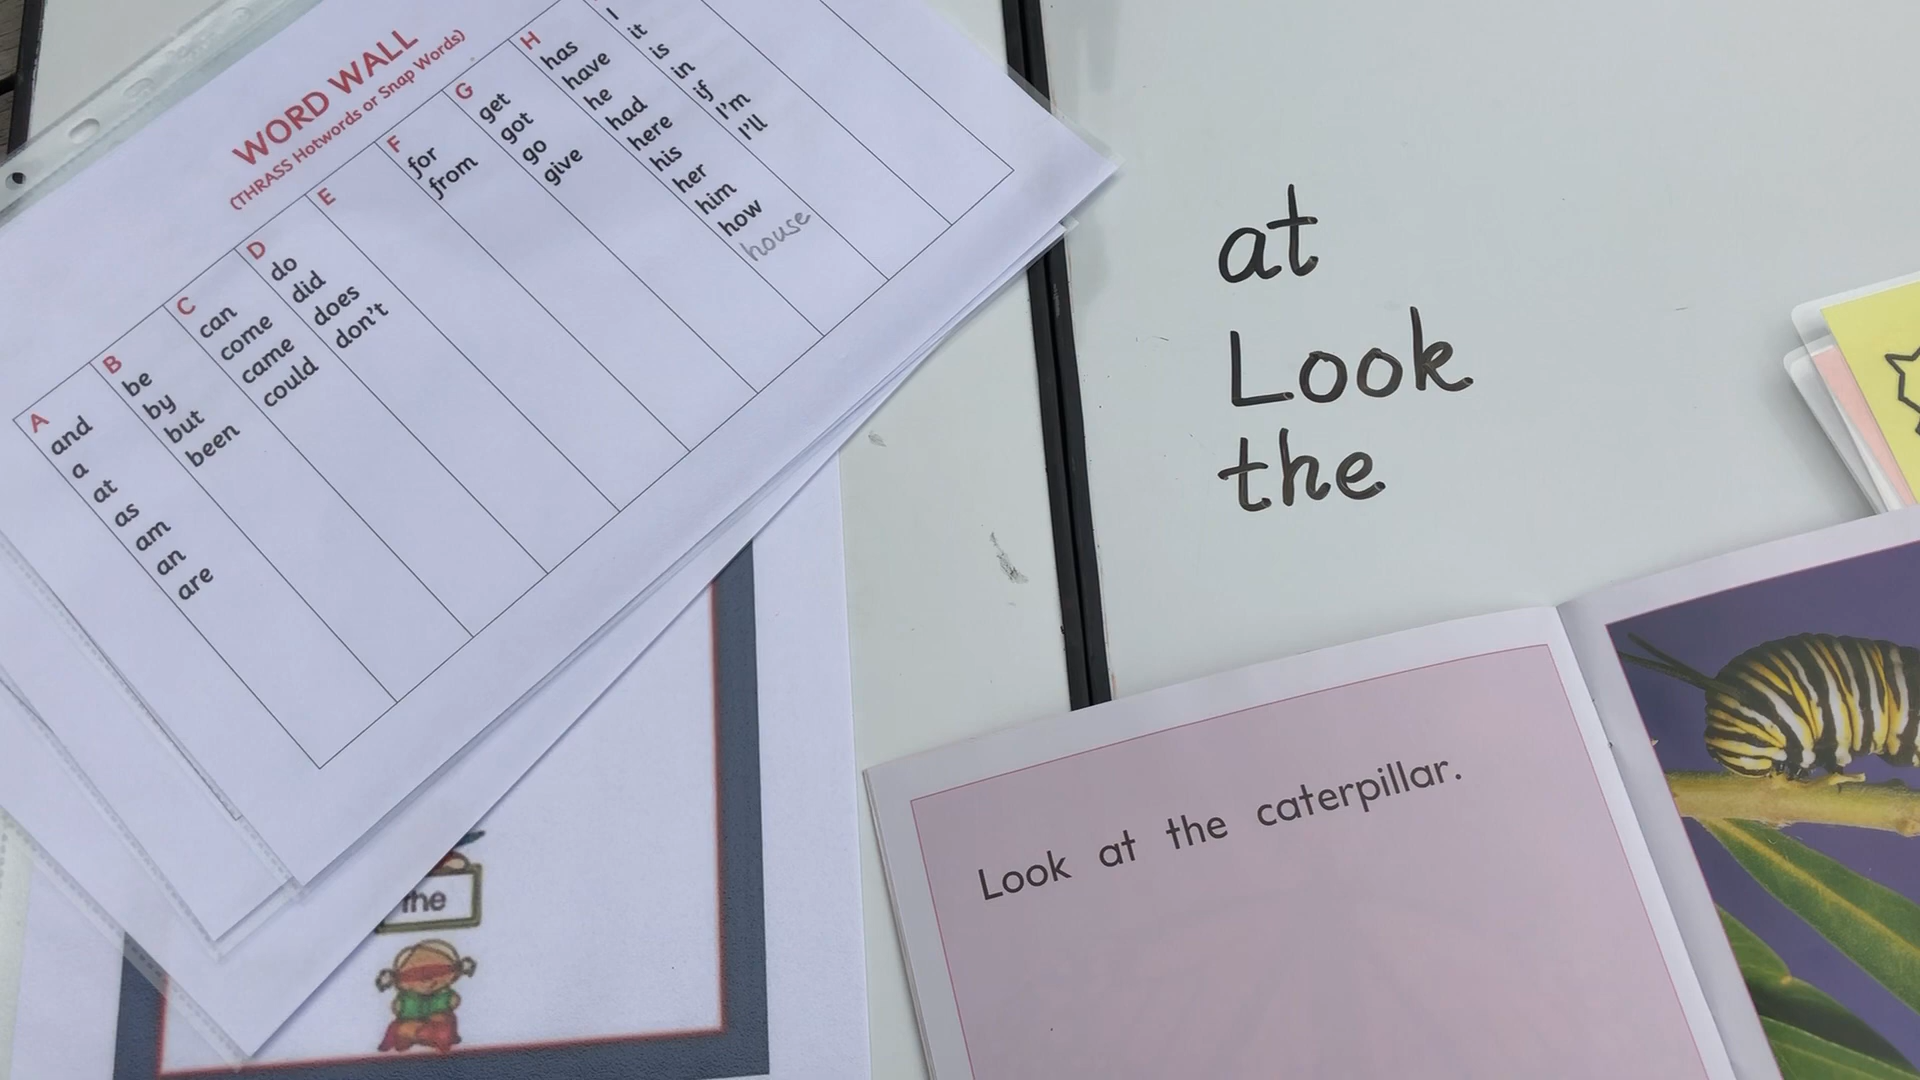 WORD WALL
(THRASS Hotwords or Snap Words)
A
and
a
at
as
am
an
are
B
be
by
but
been
C
can
come
came
could
D
do
did
does
don't
E
F
for
from
G
get
got
go
give
H
has
have
he
had
here
his
her
him
how
house
I
it
is
in
if
I'm
I'll
at
Look
the
the
Look at the caterpillar.